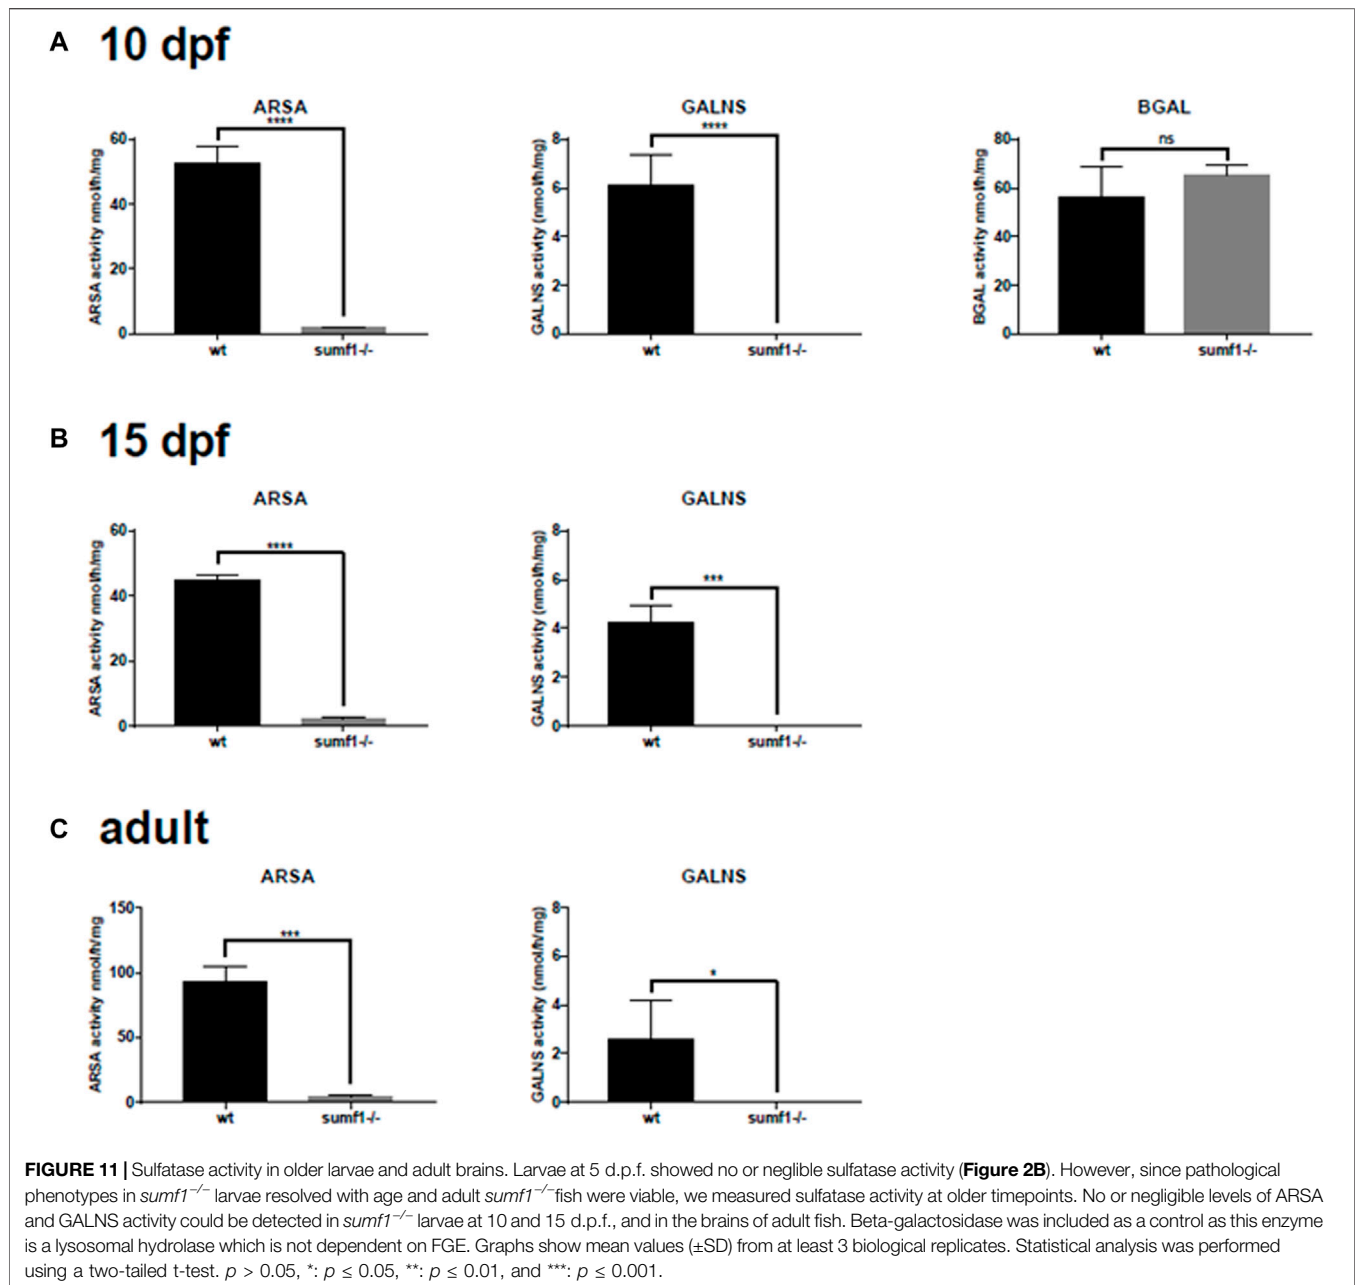 A 10 dpf
ARSA
****
ARSA activity nmol/h/mg
60
40
20
0
wt sumf1-/-
GALNS
****
GALNS activity (nmol/h/mg)
8
6
4
2
0
wt sumf1-/-
BGAL
ns
BGAL activity nmol/h/mg
80
60
40
20
0
wt sumf1-/-
B 15 dpf
ARSA
****
ARSA activity nmol/h/mg
60
40
20
0
wt sumf1-/-
GALNS
***
GALNS activity (nmol/h/mg)
8
6
4
2
0
wt sumf1-/-
C adult
ARSA
***
ARSA activity nmol/h/mg
150
100
50
0
wt sumf1-/-
GALNS
*
GALNS activity (nmol/h/mg)
8
6
4
2
0
wt sumf1-/-
FIGURE 11 | Sulfatase activity in older larvae and adult brains. Larvae at 5 d.p.f. showed no or neglible sulfatase activity (Figure 2B). However, since pathological
phenotypes in sumf1⁻/⁻ larvae resolved with age and adult sumf1⁻/⁻fish were viable, we measured sulfatase activity at older timepoints. No or negligible levels of ARSA
and GALNS activity could be detected in sumf1⁻/⁻ larvae at 10 and 15 d.p.f., and in the brains of adult fish. Beta-galactosidase was included as a control as this enzyme
is a lysosomal hydrolase which is not dependent on FGE. Graphs show mean values (±SD) from at least 3 biological replicates. Statistical analysis was performed
using a two-tailed t-test. p > 0.05, *: p ≤ 0.05, **: p ≤ 0.01, and ***: p ≤ 0.001.